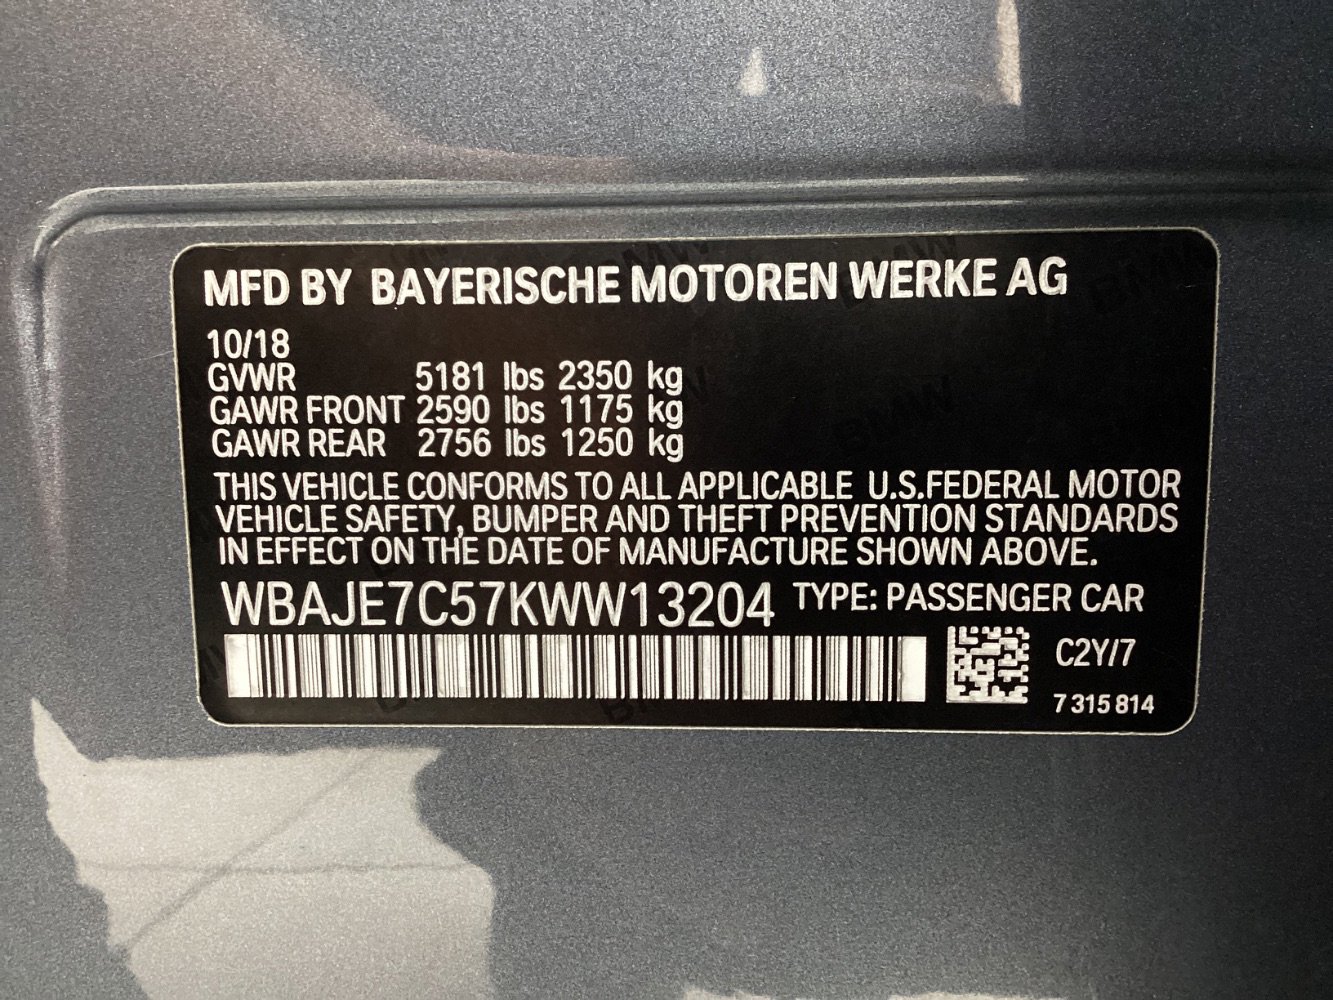 MFD BY BAYERISCHE MOTOREN WERKE AG
10/18
GVWR 5181 lbs 2350 kg
GAWR FRONT 2590 lbs 1175 kg
GAWR REAR 2756 lbs 1250 kg
THIS VEHICLE CONFORMS TO ALL APPLICABLE U.S.FEDERAL MOTOR
VEHICLE SAFETY, BUMPER AND THEFT PREVENTION STANDARDS
IN EFFECT ON THE DATE OF MANUFACTURE SHOWN ABOVE.
WBAJE7C57KWW13204 TYPE: PASSENGER CAR
C2Y/7
7 315 814